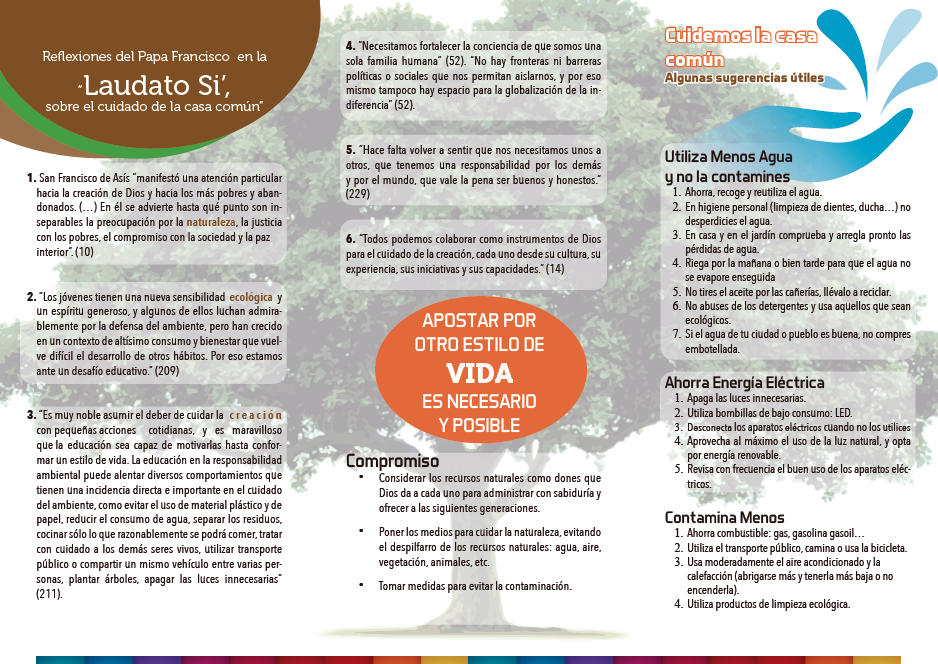 Reflexiones del Papa Francisco en la
“Laudato Si’,
sobre el cuidado de la casa común”
1. San Francisco de Asís “manifestó una atención particular
hacia la creación de Dios y hacia los más pobres y aban-
donados. (…) En él se advierte hasta qué punto son in-
separables la preocupación por la naturaleza, la justicia
con los pobres, el compromiso con la sociedad y la paz
interior”. (10)
2. “Los jóvenes tienen una nueva sensibilidad ecológica y
un espíritu generoso, y algunos de ellos luchan admira-
blemente por la defensa del ambiente, pero han crecido
en un contexto de altísimo consumo y bienestar que vuel-
ve difícil el desarrollo de otros hábitos. Por eso estamos
ante un desafío educativo.” (209)
3. “Es muy noble asumir el deber de cuidar la creación
con pequeñas acciones cotidianas, y es maravilloso
que la educación sea capaz de motivarlas hasta confor-
mar un estilo de vida. La educación en la responsabilidad
ambiental puede alentar diversos comportamientos que
tienen una incidencia directa e importante en el cuidado
del ambiente, como evitar el uso de material plástico y de
papel, reducir el consumo de agua, separar los residuos,
cocinar sólo lo que razonablemente se podrá comer, tratar
con cuidado a los demás seres vivos, utilizar transporte
público o compartir un mismo vehículo entre varias per-
sonas, plantar árboles, apagar las luces innecesarias”
(211).
4. “Necesitamos fortalecer la conciencia de que somos una
sola familia humana” (52). “No hay fronteras ni barreras
políticas o sociales que nos permitan aislarnos, y por eso
mismo tampoco hay espacio para la globalización de la in-
diferencia” (52).
5. “Hace falta volver a sentir que nos necesitamos unos a
otros, que tenemos una responsabilidad por los demás
y por el mundo, que vale la pena ser buenos y honestos.”
(229)
6. “Todos podemos colaborar como instrumentos de Dios
para el cuidado de la creación, cada uno desde su cultura, su
experiencia, sus iniciativas y sus capacidades.” (14)
APOSTAR POR
OTRO ESTILO DE
VIDA
ES NECESARIO
Y POSIBLE
Compromiso
• Considerar los recursos naturales como dones que
Dios da a cada uno para administrar con sabiduría y
ofrecer a las siguientes generaciones.
• Poner los medios para cuidar la naturaleza, evitando
el despilfarro de los recursos naturales: agua, aire,
vegetación, animales, etc.
• Tomar medidas para evitar la contaminación.
Cuidemos la casa
común
Algunas sugerencias útiles
Utiliza Menos Agua
y no la contamines
1. Ahorra, recoge y reutiliza el agua.
2. En higiene personal (limpieza de dientes, ducha…) no
desperdicies el agua.
3. En casa y en el jardín comprueba y arregla pronto las
pérdidas de agua.
4. Riega por la mañana o bien tarde para que el agua no
se evapore enseguida
5. No tires el aceite por las cañerías, llévalo a reciclar.
6. No abuses de los detergentes y usa aquellos que sean
ecológicos.
7. Si el agua de tu ciudad o pueblo es buena, no compres
embotellada.
Ahorra Energía Eléctrica
1. Apaga las luces innecesarias.
2. Utiliza bombillas de bajo consumo: LED.
3. Desconecta los aparatos eléctricos cuando no los utilices
4. Aprovecha al máximo el uso de la luz natural, y opta
por energía renovable.
5. Revisa con frecuencia el buen uso de los aparatos eléc-
tricos.
Contamina Menos
1. Ahorra combustible: gas, gasolina gasoil…
2. Utiliza el transporte público, camina o usa la bicicleta.
3. Usa moderadamente el aire acondicionado y la
calefacción (abrigarse más y tenerla más baja o no
encenderla).
4. Utiliza productos de limpieza ecológica.